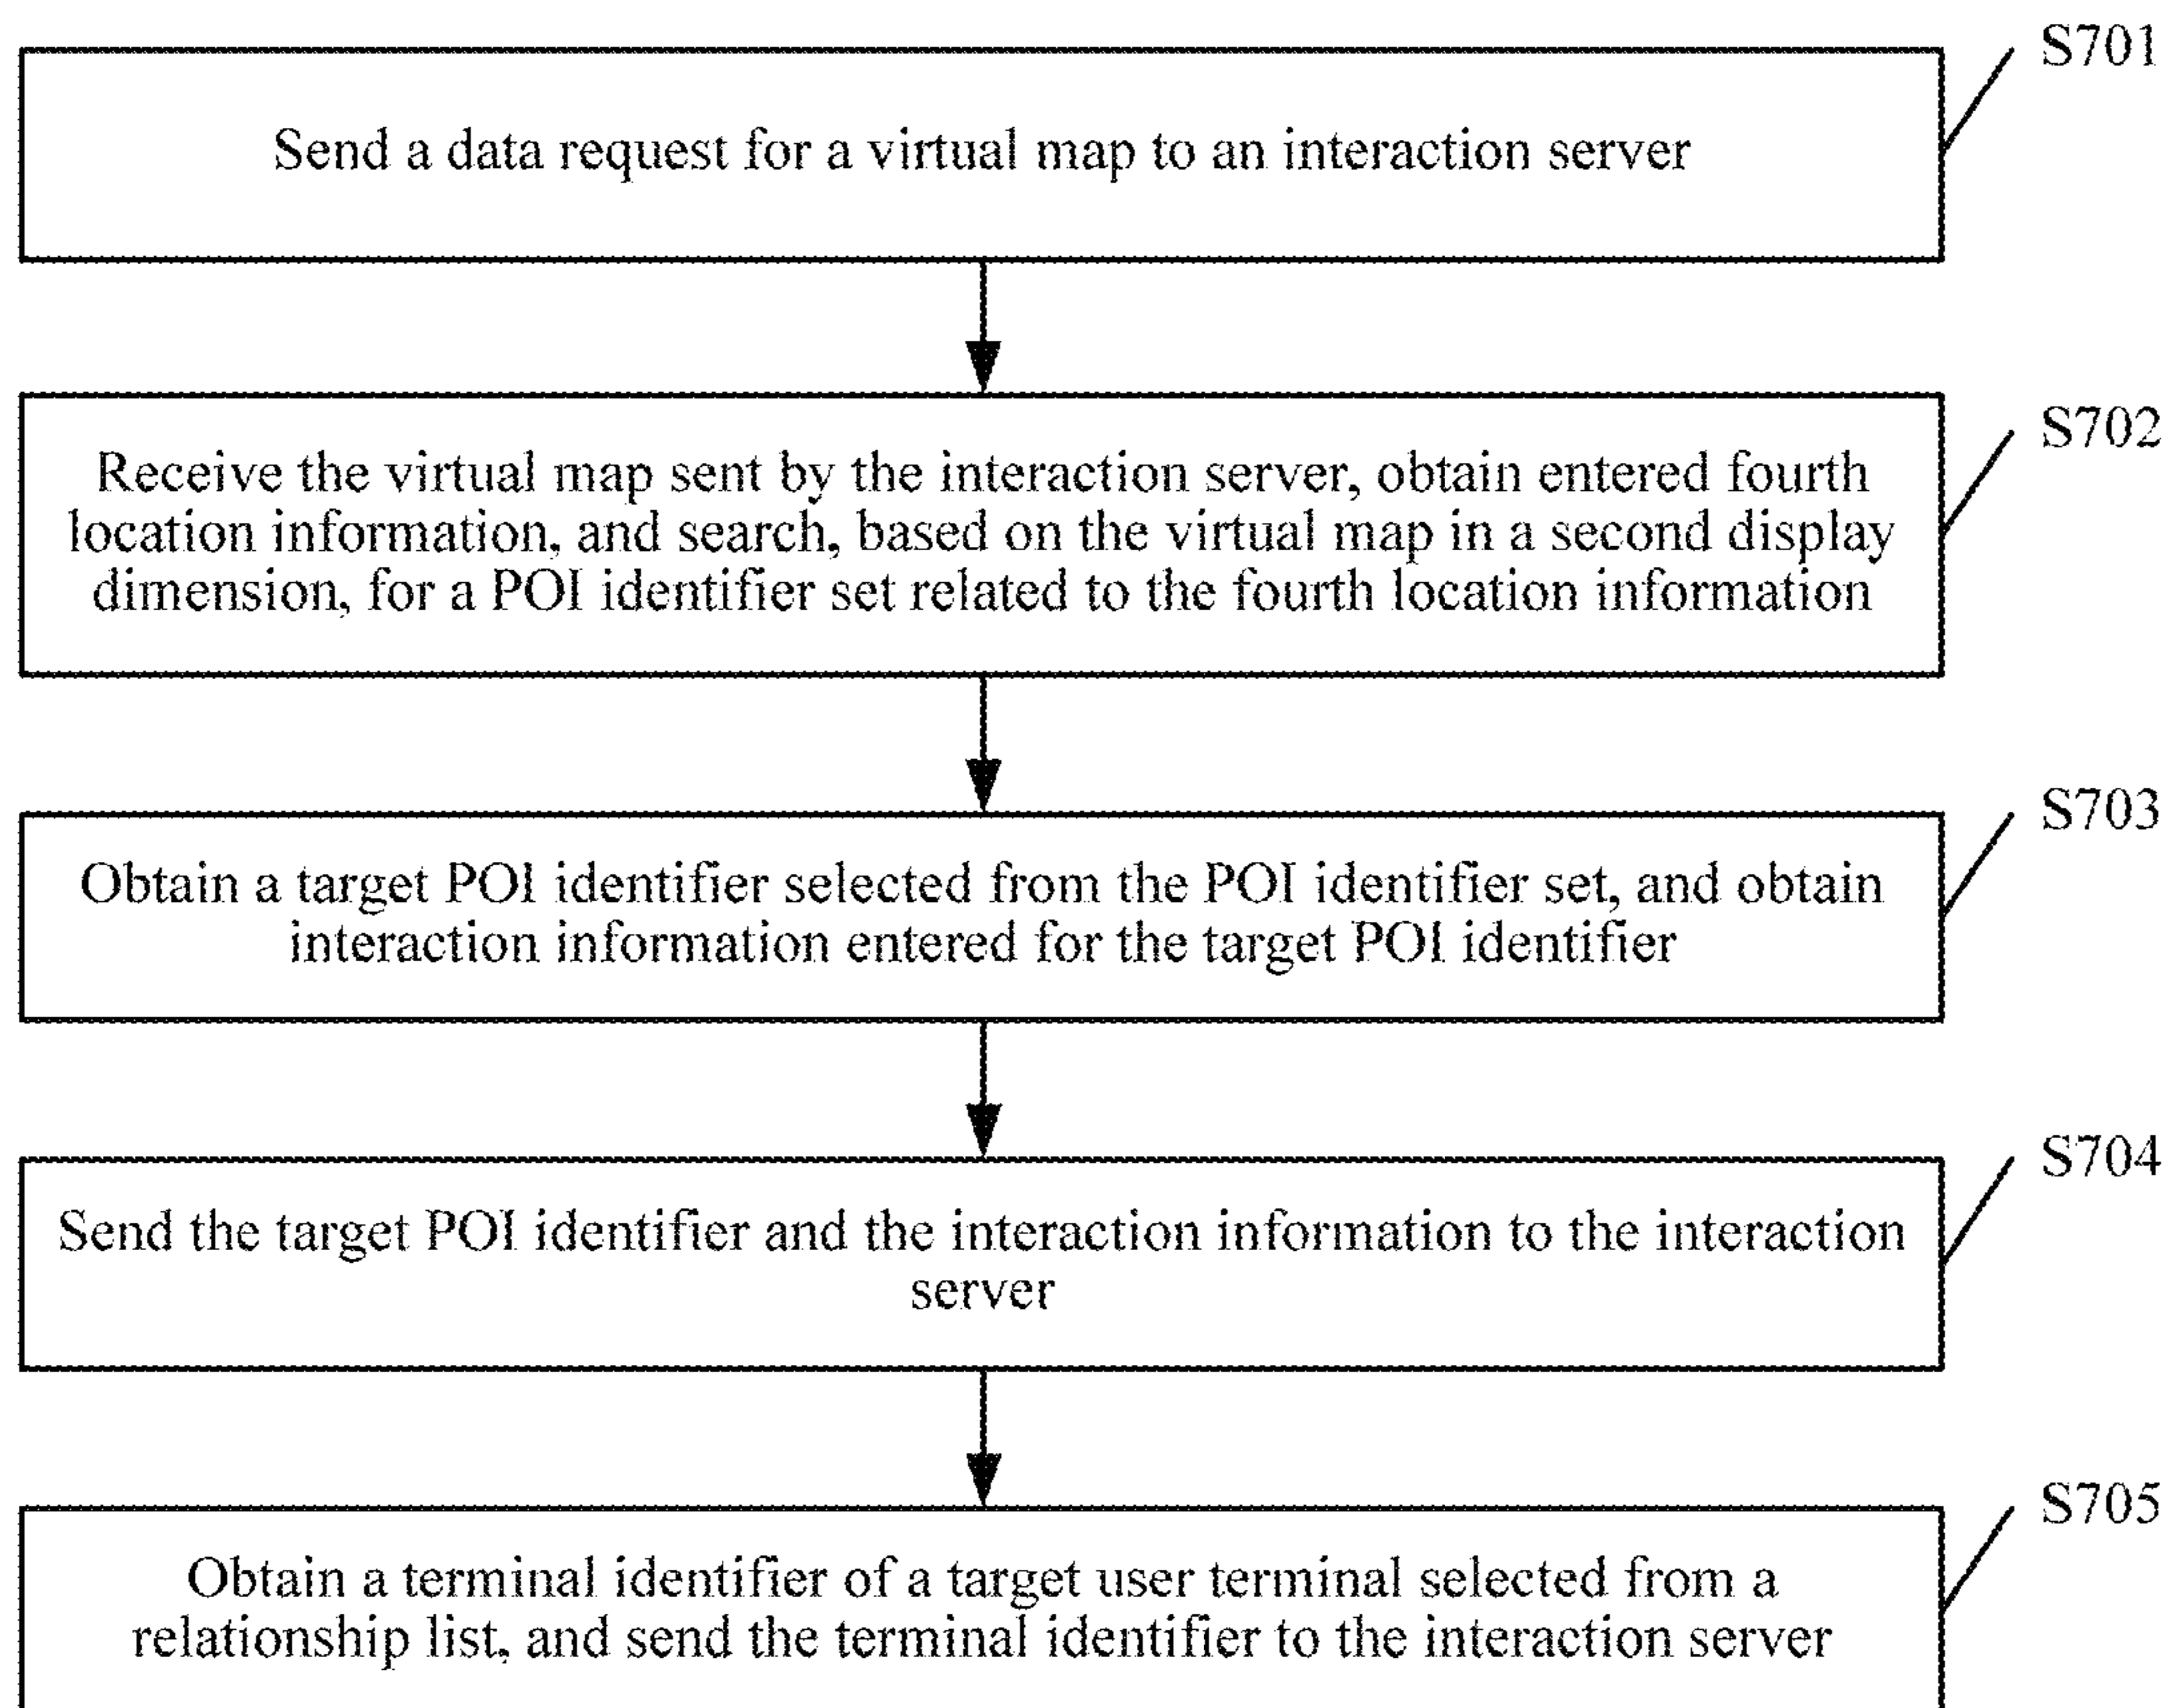 S701
Send a data request for a virtual map to an interaction server
S702
Receive the virtual map sent by the interaction server, obtain entered fourth
location information, and search, based on the virtual map in a second display
dimension, for a POI identifier set related to the fourth location information
S703
Obtain a target POI identifier selected from the POI identifier set, and obtain
interaction information entered for the target POI identifier
S704
Send the target POI identifier and the interaction information to the interaction
server
S705
Obtain a terminal identifier of a target user terminal selected from a
relationship list, and send the terminal identifier to the interaction server